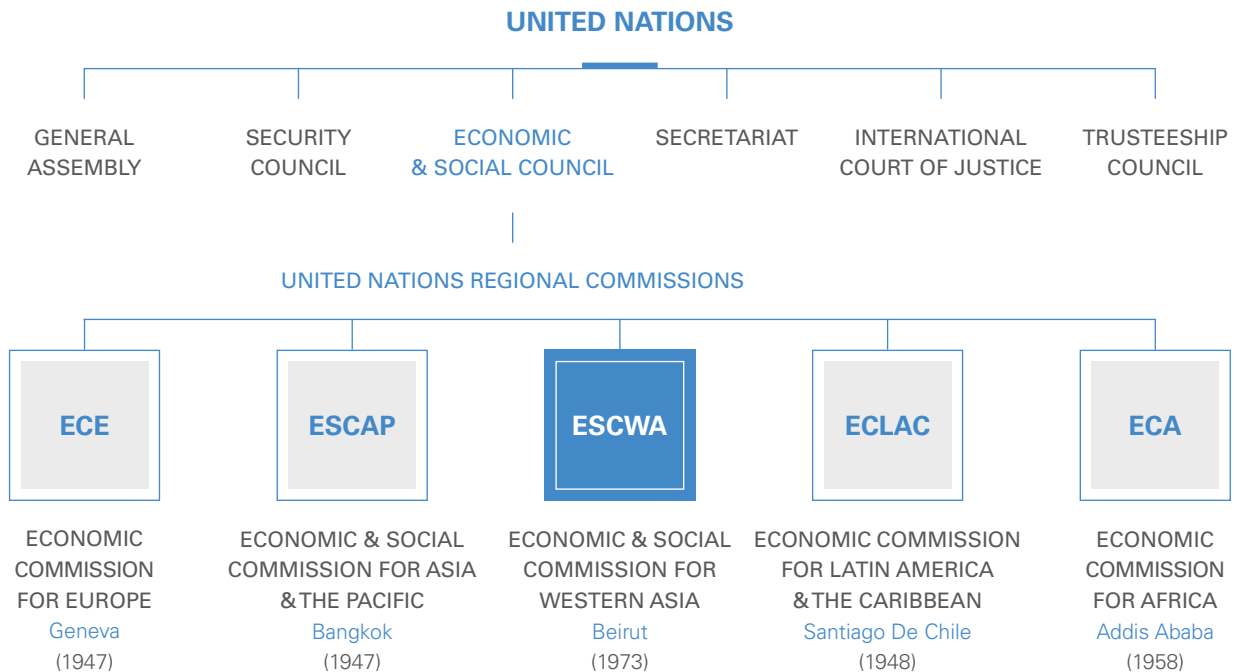 UNITED NATIONS
GENERAL
ASSEMBLY
SECURITY
COUNCIL
ECONOMIC
& SOCIAL COUNCIL
SECRETARIAT
INTERNATIONAL
COURT OF JUSTICE
TRUSTEESHIP
COUNCIL
UNITED NATIONS REGIONAL COMMISSIONS
ECE
ECONOMIC
COMMISSION
FOR EUROPE
Geneva
(1947)
ESCAP
ECONOMIC & SOCIAL
COMMISSION FOR ASIA
& THE PACIFIC
Bangkok
(1947)
ESCWA
ECONOMIC & SOCIAL
COMMISSION FOR
WESTERN ASIA
Beirut
(1973)
ECLAC
ECONOMIC COMMISSION
FOR LATIN AMERICA
& THE CARIBBEAN
Santiago De Chile
(1948)
ECA
ECONOMIC
COMMISSION
FOR AFRICA
Addis Ababa
(1958)